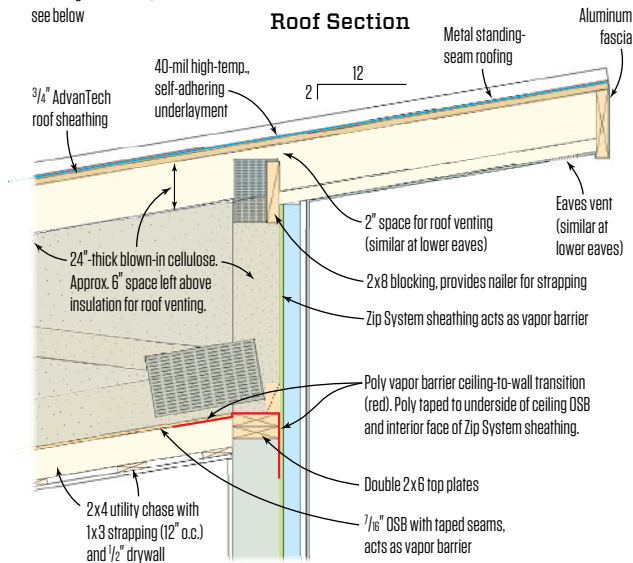 see below
Roof Section
Aluminum
fascia
Metal standing-
seam roofing
40-mil high-temp.,
self-adhering
underlayment
12
2
3/4" AdvanTech
roof sheathing
Eaves vent
(similar at
lower eaves)
2" space for roof venting
(similar at lower eaves)
24"-thick blown-in cellulose.
Approx. 6" space left above
insulation for roof venting.
2x8 blocking, provides nailer for strapping
Zip System sheathing acts as vapor barrier
Poly vapor barrier ceiling-to-wall transition
(red). Poly taped to underside of ceiling OSB
and interior face of Zip System sheathing.
Double 2x6 top plates
2x4 utility chase with
1x3 strapping (12" o.c.)
and 1/2" drywall
7/16" OSB with taped seams,
acts as vapor barrier